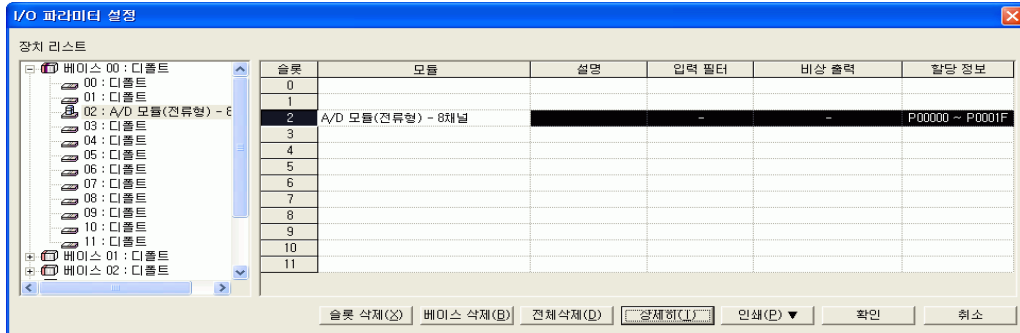 I/O 파라미터 설정
장치 리스트
베이스 00 : 디폴트
00 : 디폴트
01 : 디폴트
02 : A/D 모듈(전류형) - 8
03 : 디폴트
04 : 디폴트
05 : 디폴트
06 : 디폴트
07 : 디폴트
08 : 디폴트
09 : 디폴트
10 : 디폴트
11 : 디폴트
베이스 01 : 디폴트
베이스 02 : 디폴트
슬롯 모듈 설명 입력 필터 비상 출력 할당 정보
0
1
2 A/D 모듈(전류형) - 8채널 - - P00000 ~ P0001F
3
4
5
6
7
8
9
10
11
슬롯 삭제(X) 베이스 삭제(B) 전체삭제(D) 상세히(I) 인쇄(P) ▼ 확인 취소